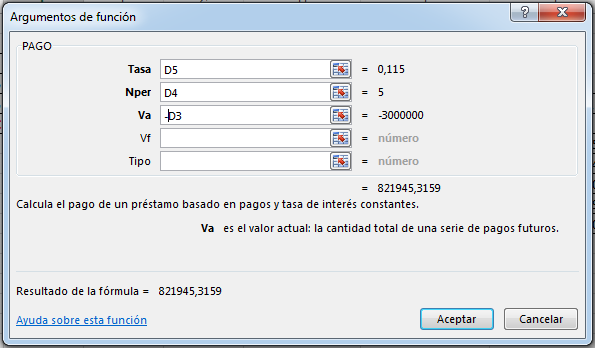 Argumentos de función
?
PAGO
Tasa D5 = 0,115
Nper D4 = 5
Va -D3 = -3000000
Vf = número
Tipo = número
= 821945,3159
Calcula el pago de un préstamo basado en pagos y tasa de interés constantes.
Va es el valor actual: la cantidad total de una serie de pagos futuros.
Resultado de la fórmula = 821945,3159
Ayuda sobre esta función
Aceptar
Cancelar